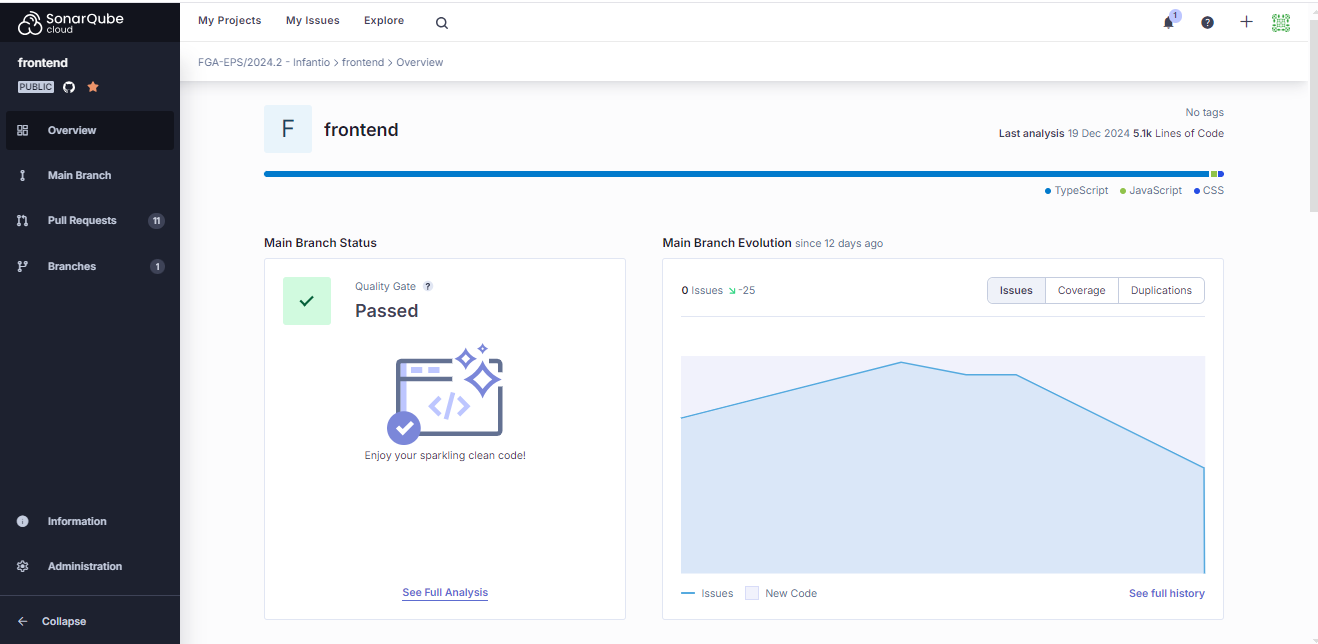 SonarQube
cloud
My Projects
My Issues
Explore
1
?
frontend
PUBLIC
FGA-EPS/2024.2 - Infantio > frontend > Overview
Overview
Main Branch
Pull Requests 11
Branches 1
Information
Administration
Collapse
F
frontend
No tags
Last analysis 19 Dec 2024 5.1k Lines of Code
TypeScript JavaScript CSS
Main Branch Status
Quality Gate ?
Passed
</>
Enjoy your sparkling clean code!
See Full Analysis
Main Branch Evolution since 12 days ago
0 Issues -25
Issues Coverage Duplications
Issues New Code
See full history